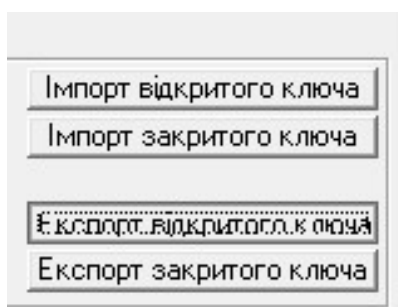 Імпорт відкритого ключа
Імпорт закритого ключа
Експорт відкритого ключа
Експорт закритого ключа